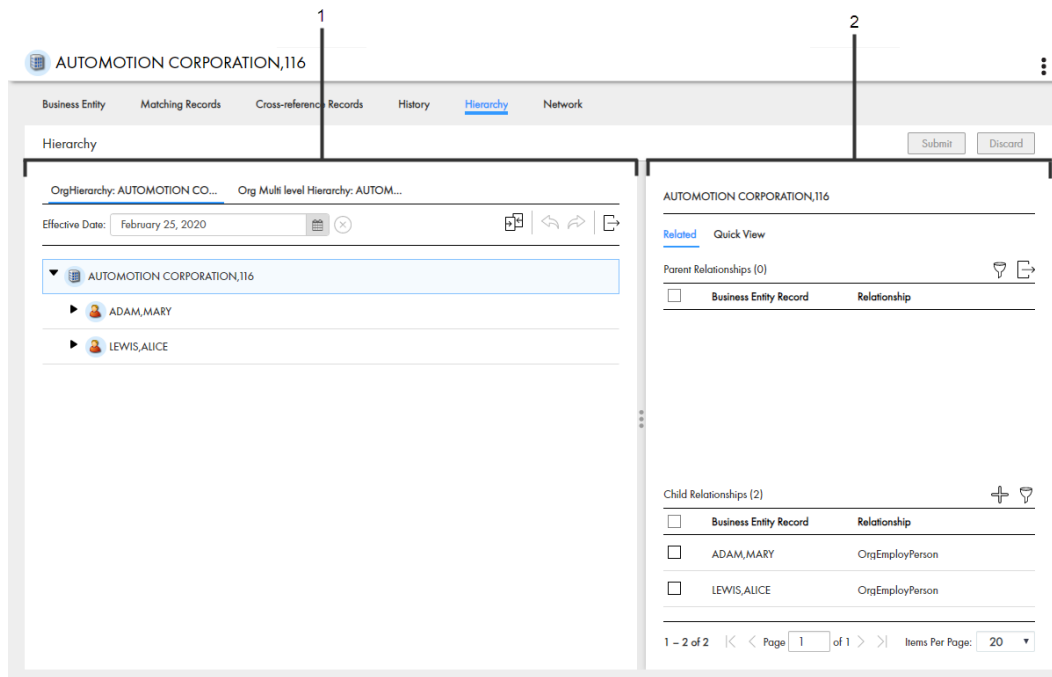 1
2
AUTOMOTION CORPORATION,116
Business Entity Matching Records Cross-reference Records History Hierarchy Network
Hierarchy
Submit Discard
OrgHierarchy: AUTOMOTION CO... Org Multi level Hierarchy: AUTOM...
Effective Date: February 25, 2020
AUTOMOTION CORPORATION,116
ADAM,MARY
LEWIS,ALICE
AUTOMOTION CORPORATION,116
Related Quick View
Parent Relationships (0)
Business Entity Record Relationship
Child Relationships (2)
Business Entity Record Relationship
ADAM,MARY OrgEmployPerson
LEWIS,ALICE OrgEmployPerson
1 – 2 of 2 Page 1 of 1 Items Per Page: 20